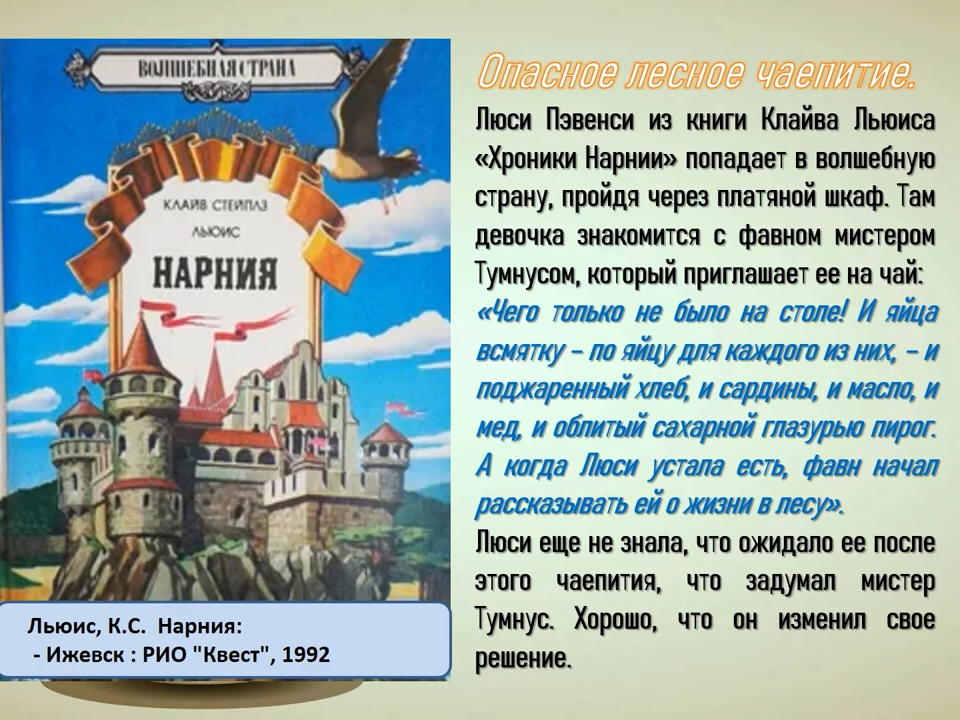 ВОЛШЕБНАЯ СТРАНА
КЛАЙВ СТЕЙПЛЗ
ЛЬЮИС
НАРНИЯ
Льюис, К.С.  Нарния:
- Ижевск : РИО "Квест", 1992
Опасное лесное чаепитие.
Люси Пэвенси из книги Клайва Льюиса
«Хроники Нарнии» попадает в волшебную
страну, пройдя через платяной шкаф. Там
девочка знакомится с фавном мистером
Тумнусом, который приглашает ее на чай:
«Чего только не было на столе! И яйца
всмятку – по яйцу для каждого из них, – и
поджаренный хлеб, и сардины, и масло, и
мед, и облитый сахарной глазурью пирог.
А когда Люси устала есть, фавн начал
рассказывать ей о жизни в лесу».
Люси еще не знала, что ожидало ее после
этого чаепития, что задумал мистер
Тумнус. Хорошо, что он изменил свое
решение.